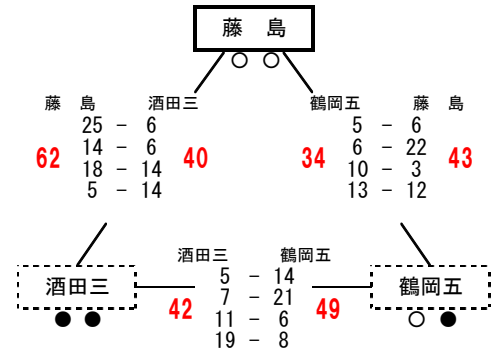 藤 島
○ ○
藤 島 酒田三
62 40
25 - 6
14 - 6
18 - 14
5 - 14
鶴岡五 藤 島
34 43
5 - 6
6 - 22
10 - 3
13 - 12
酒田三 鶴岡五
42 49
5 - 14
7 - 21
11 - 6
19 - 8
酒田三
● ●
鶴岡五
○ ●